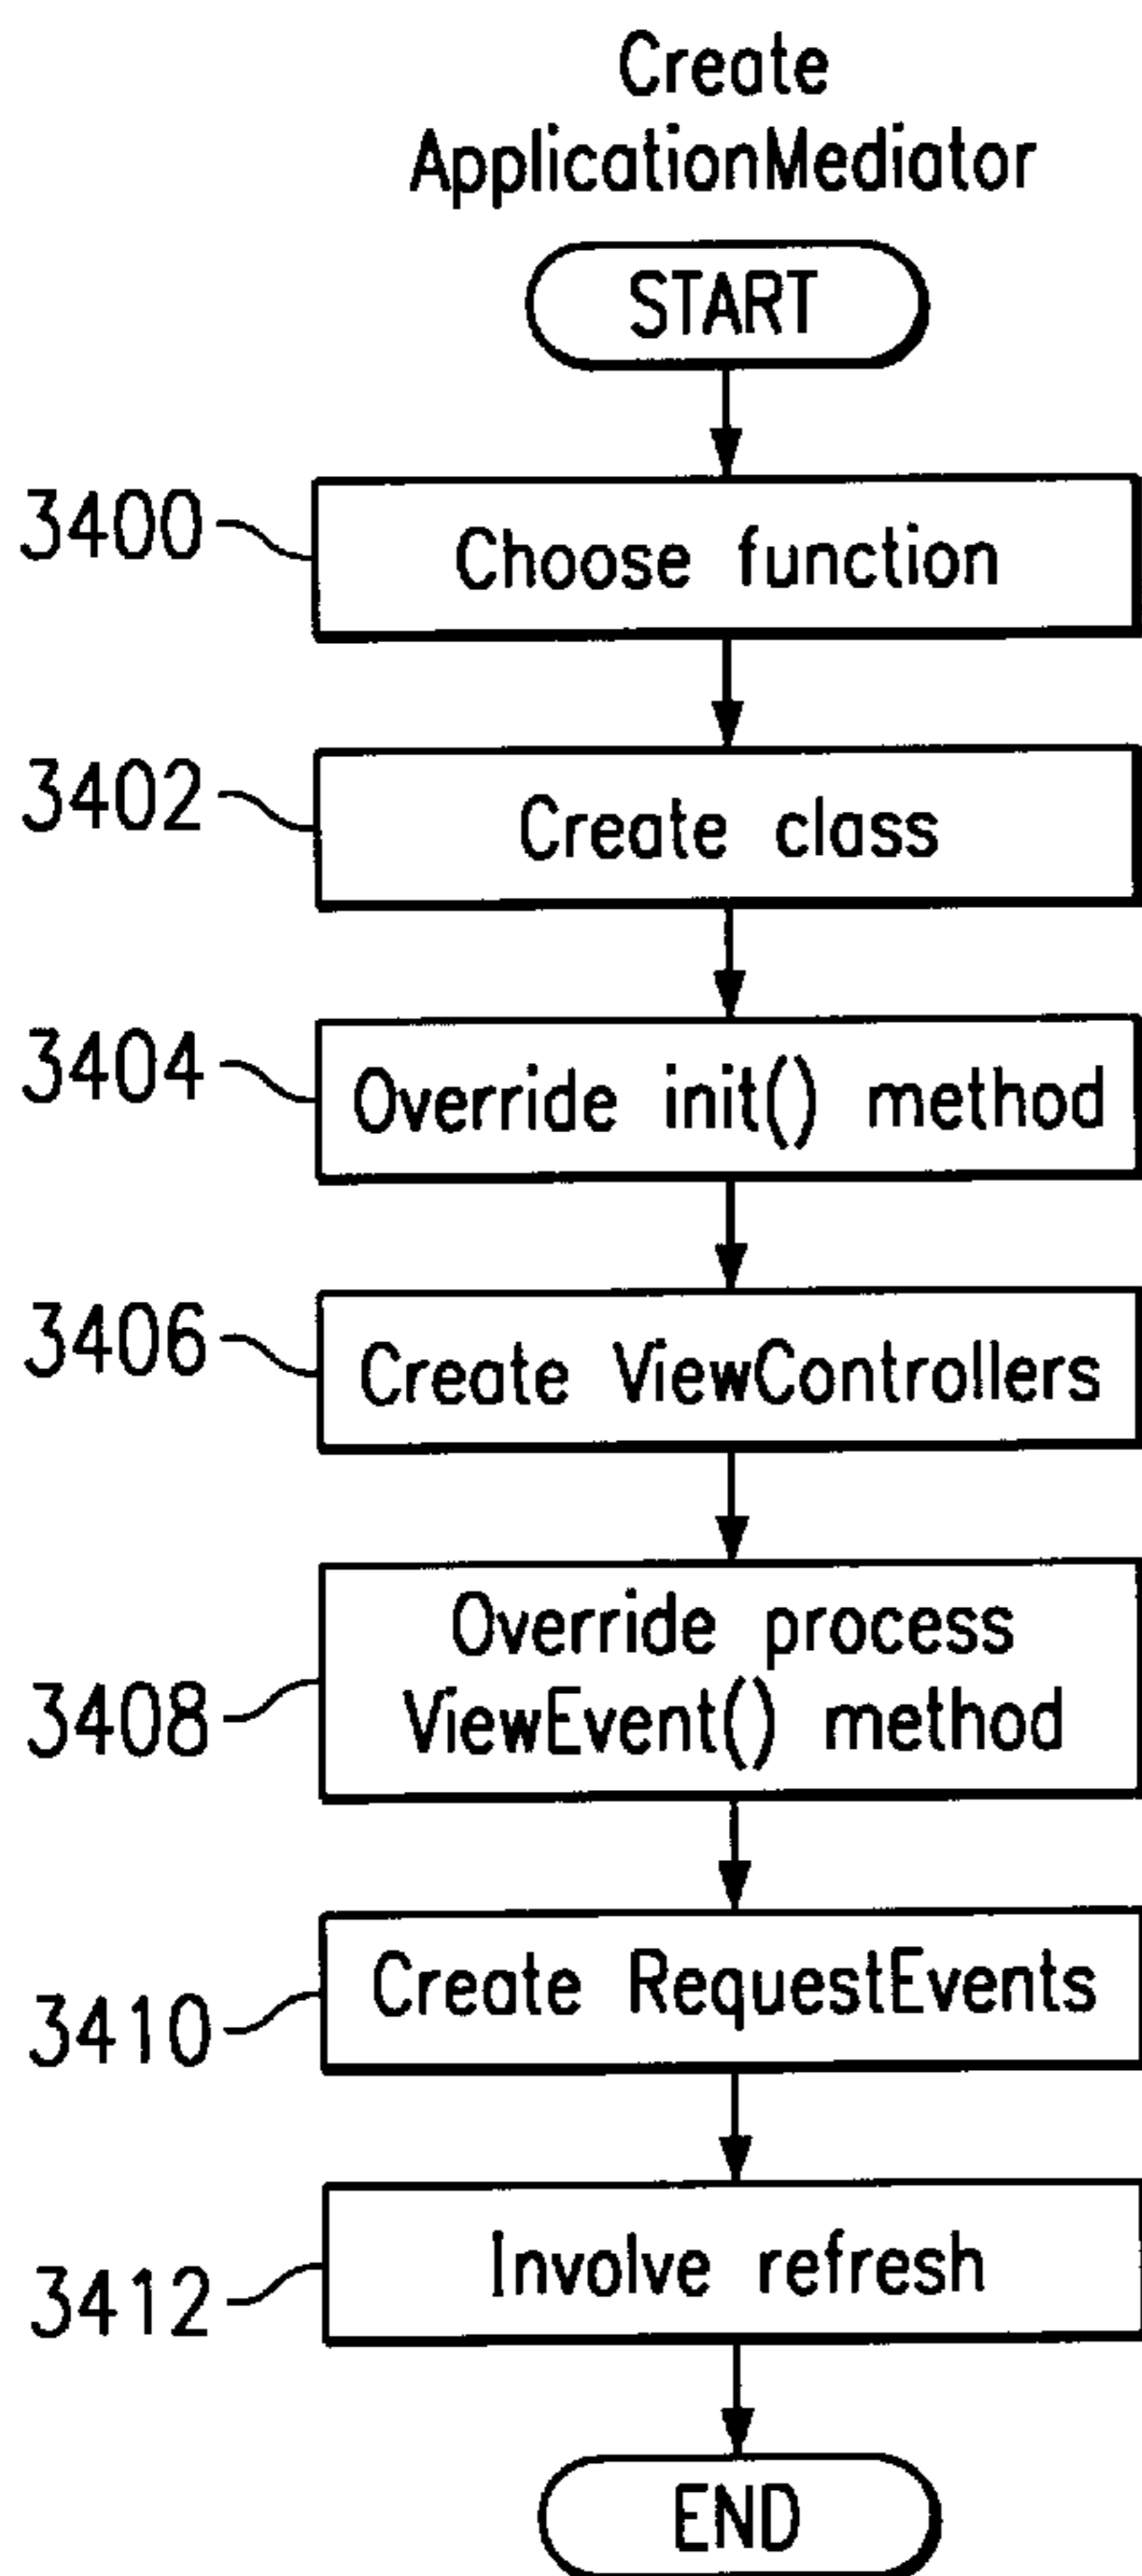 Create
ApplicationMediator
START
3400
Choose function
3402
Create class
3404
Override init() method
3406
Create ViewControllers
Override process
3408
ViewEvent() method
3410
Create RequestEvents
3412
Involve refresh
END